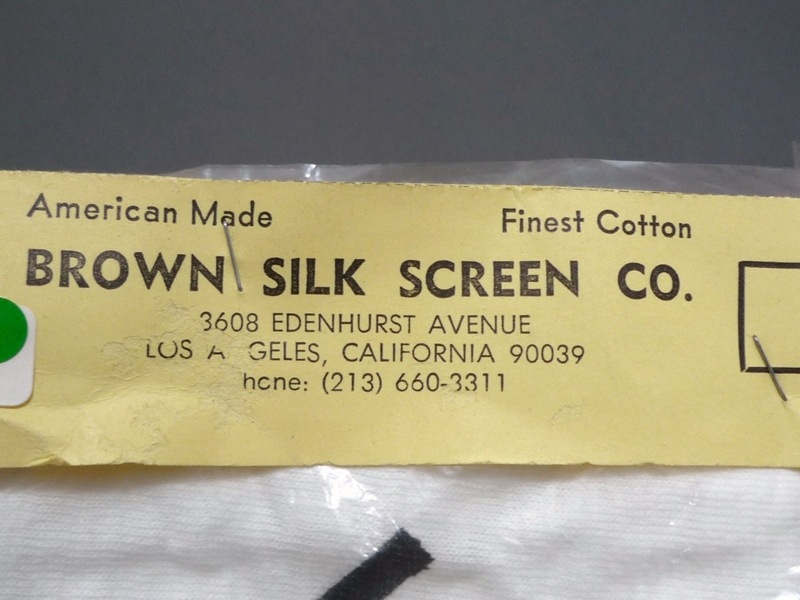 American Made Finest Cotton
BROWN SILK SCREEN CO.
3608 EDENHURST AVENUE
LOS A GELES, CALIFORNIA 90039
hone: (213) 660-3311